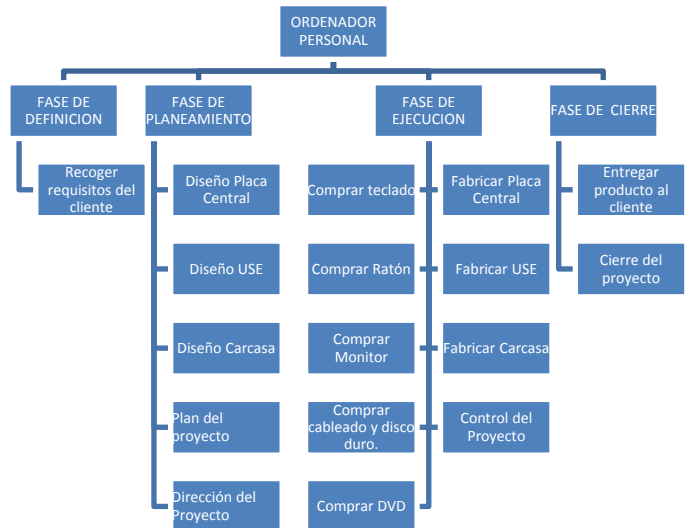 ORDENADOR
PERSONAL
FASE DE
DEFINICION
FASE DE
PLANEAMIENTO
FASE DE
EJECUCION
FASE DE CIERRE
Recoger
requisitos del
cliente
Diseño Placa
Central
Diseño USE
Diseño Carcasa
Plan del
proyecto
Dirección del
Proyecto
Comprar teclado
Comprar Ratón
Comprar
Monitor
Comprar
cableado y disco
duro.
Comprar DVD
Fabricar Placa
Central
Fabricar USE
Fabricar Carcasa
Control del
Proyecto
Entregar
producto al
cliente
Cierre del
proyecto